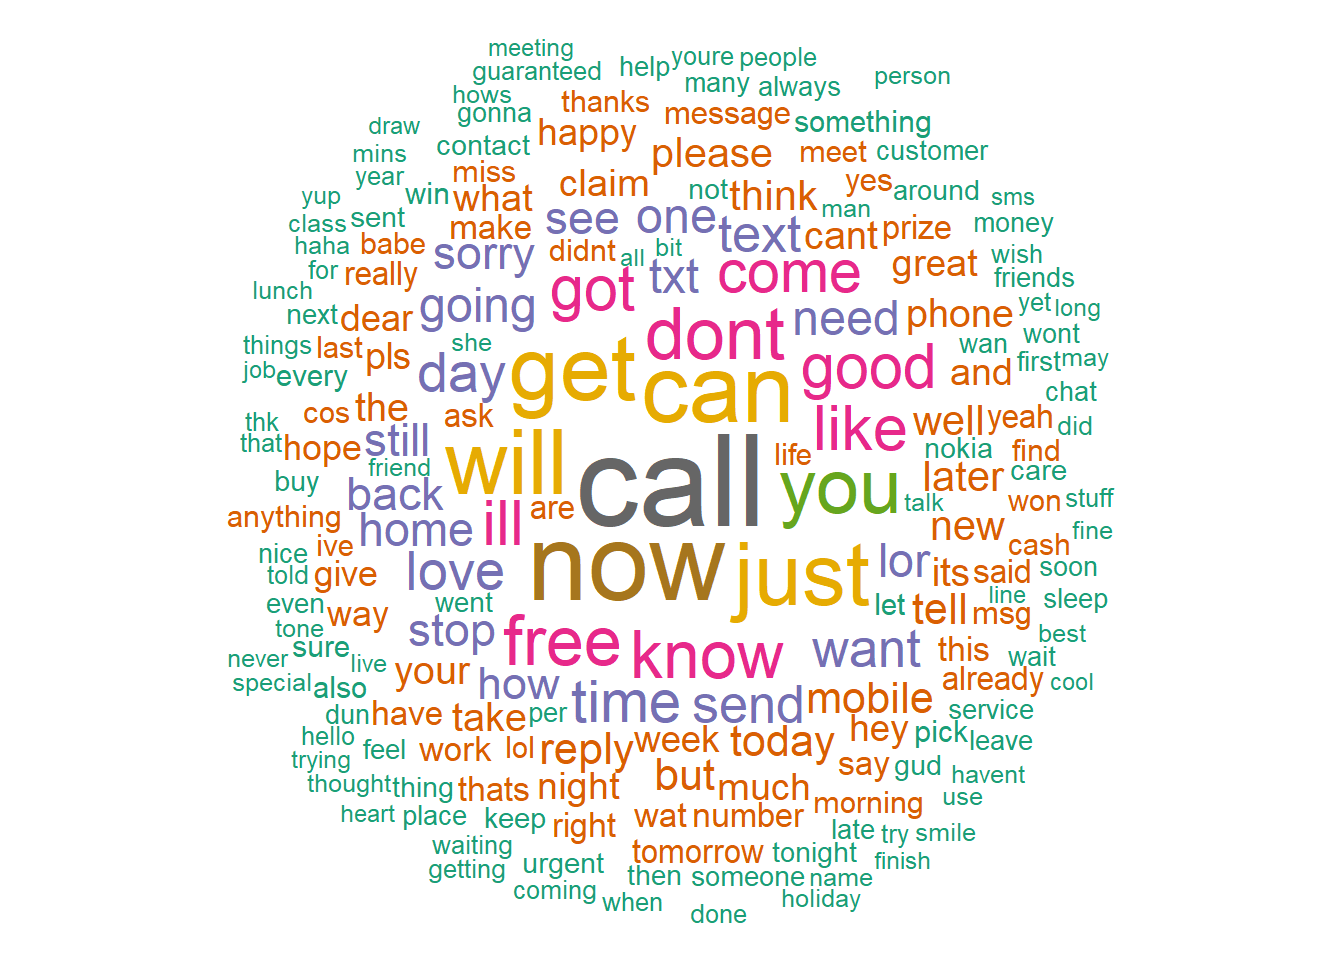 meeting
guaranteed
help
youre
people
many
always
person
hows
gonna
thanks
message
something
draw
contact
happy
please
meet
customer
mins
year
miss
claim
not
think
yes
around
sms
yup
win
what
see
one
man
money
class
sent
make
text
cant
prize
haha
babe
sorry
didnt
all
bit
great
wish
for
really
got
txt
come
friends
lunch
going
need
phone
yet
long
next
dear
dont
wont
things
last
pls
she
get
can
good
wan
first
may
job
every
day
and
chat
cos
the
ask
like
well
yeah
did
thk
that
hope
still
will
call
life
nokia
find
friend
you
later
care
buy
back
talk
won
stuff
anything
home
ill
are
new
fine
nice
ive
now
just
lor
its
said
cash
soon
told
give
love
line
even
way
went
let
tell
msg
sleep
tone
sure
stop
free
know
want
this
best
never
live
wait
special
also
your
how
time
send
mobile
already
cool
dun
have
take
per
service
hello
feel
work
lol
reply
week
today
hey
pick
leave
trying
but
say
gud
havent
thought
thing
thats
night
much
morning
use
heart
place
keep
right
wat
number
late
try
smile
waiting
tomorrow
tonight
finish
getting
urgent
then
someone
name
coming
when
holiday
done